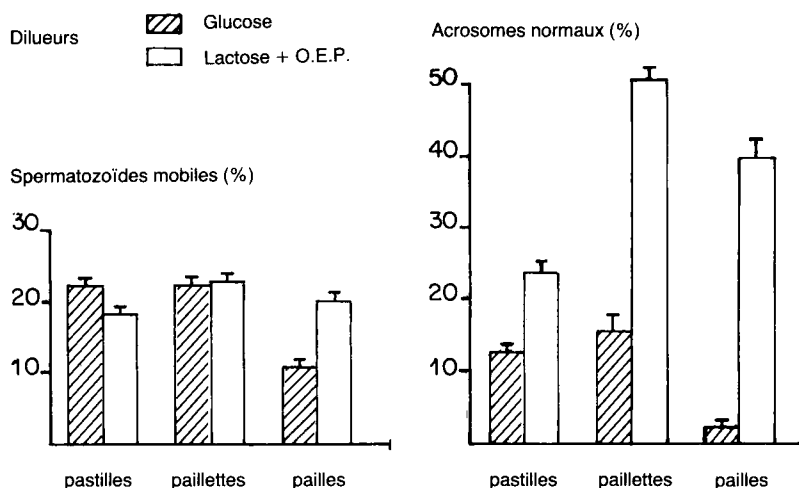 Dilueurs
Glucose
Lactose + O.E.P.
Spermatozoïdes mobiles (%)
30
20
10
pastilles paillettes pailles
Acrosomes normaux (%)
50
40
30
20
10
pastilles paillettes pailles